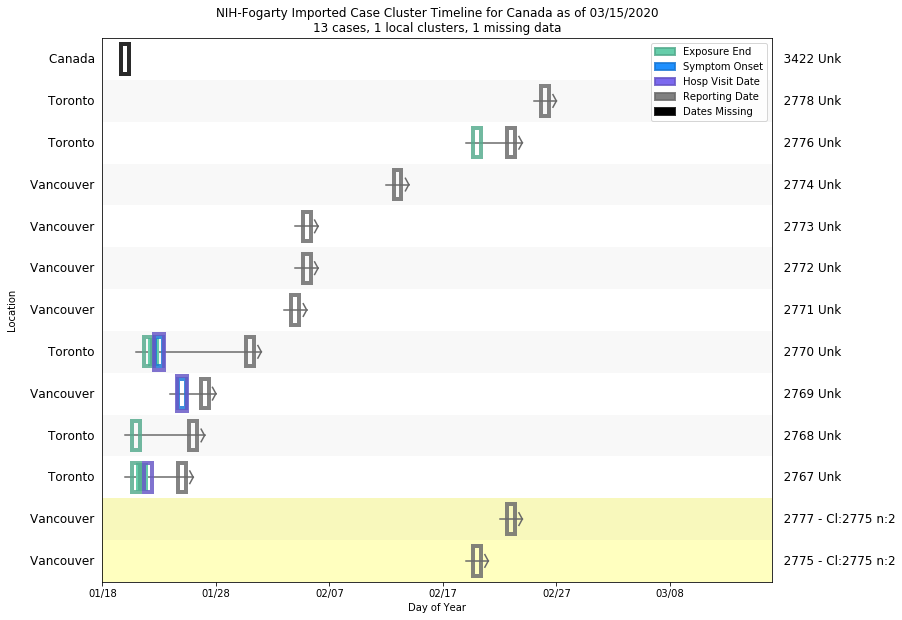 NIH-Fogarty Imported Case Cluster Timeline for Canada as of 03/15/2020
13 cases, 1 local clusters, 1 missing data
Exposure End
Symptom Onset
Hosp Visit Date
Reporting Date
Dates Missing
Location
Canada 3422 Unk
Toronto 2778 Unk
Toronto 2776 Unk
Vancouver 2774 Unk
Vancouver 2773 Unk
Vancouver 2772 Unk
Vancouver 2771 Unk
Toronto 2770 Unk
Vancouver 2769 Unk
Toronto 2768 Unk
Toronto 2767 Unk
Vancouver 2777 - Cl:2775 n:2
Vancouver 2775 - Cl:2775 n:2
01/18 01/28 02/07 02/17 02/27 03/08
Day of Year